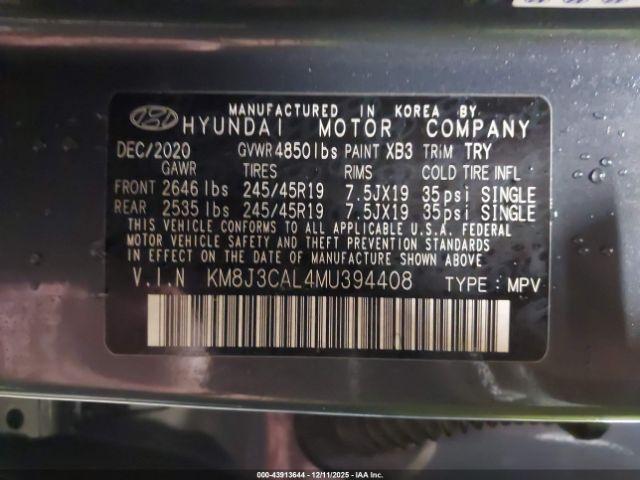 MANUFACTURED IN KOREA BY
HYUNDAI MOTOR COMPANY
DEC/2020 GVWR 4850 lbs PAINT XB3 TRIM TRY
GAWR TIRES RIMS COLD TIRE INFL
FRONT 2646 lbs 245/45R19 7.5JX19 35psi SINGLE
REAR 2535 lbs 245/45R19 7.5JX19 35psi SINGLE
THIS VEHICLE CONFORMS TO ALL APPLICABLE U.S.A. FEDERAL
MOTOR VEHICLE SAFETY AND THEFT PREVENTION STANDARDS
IN EFFECT ON THE DATE OF MANUFACTURE SHOWN ABOVE.
V.I.N KM8J3CAL4MU394408 TYPE : MPV
000-43913644 - 12/11/2025 - IAA Inc.